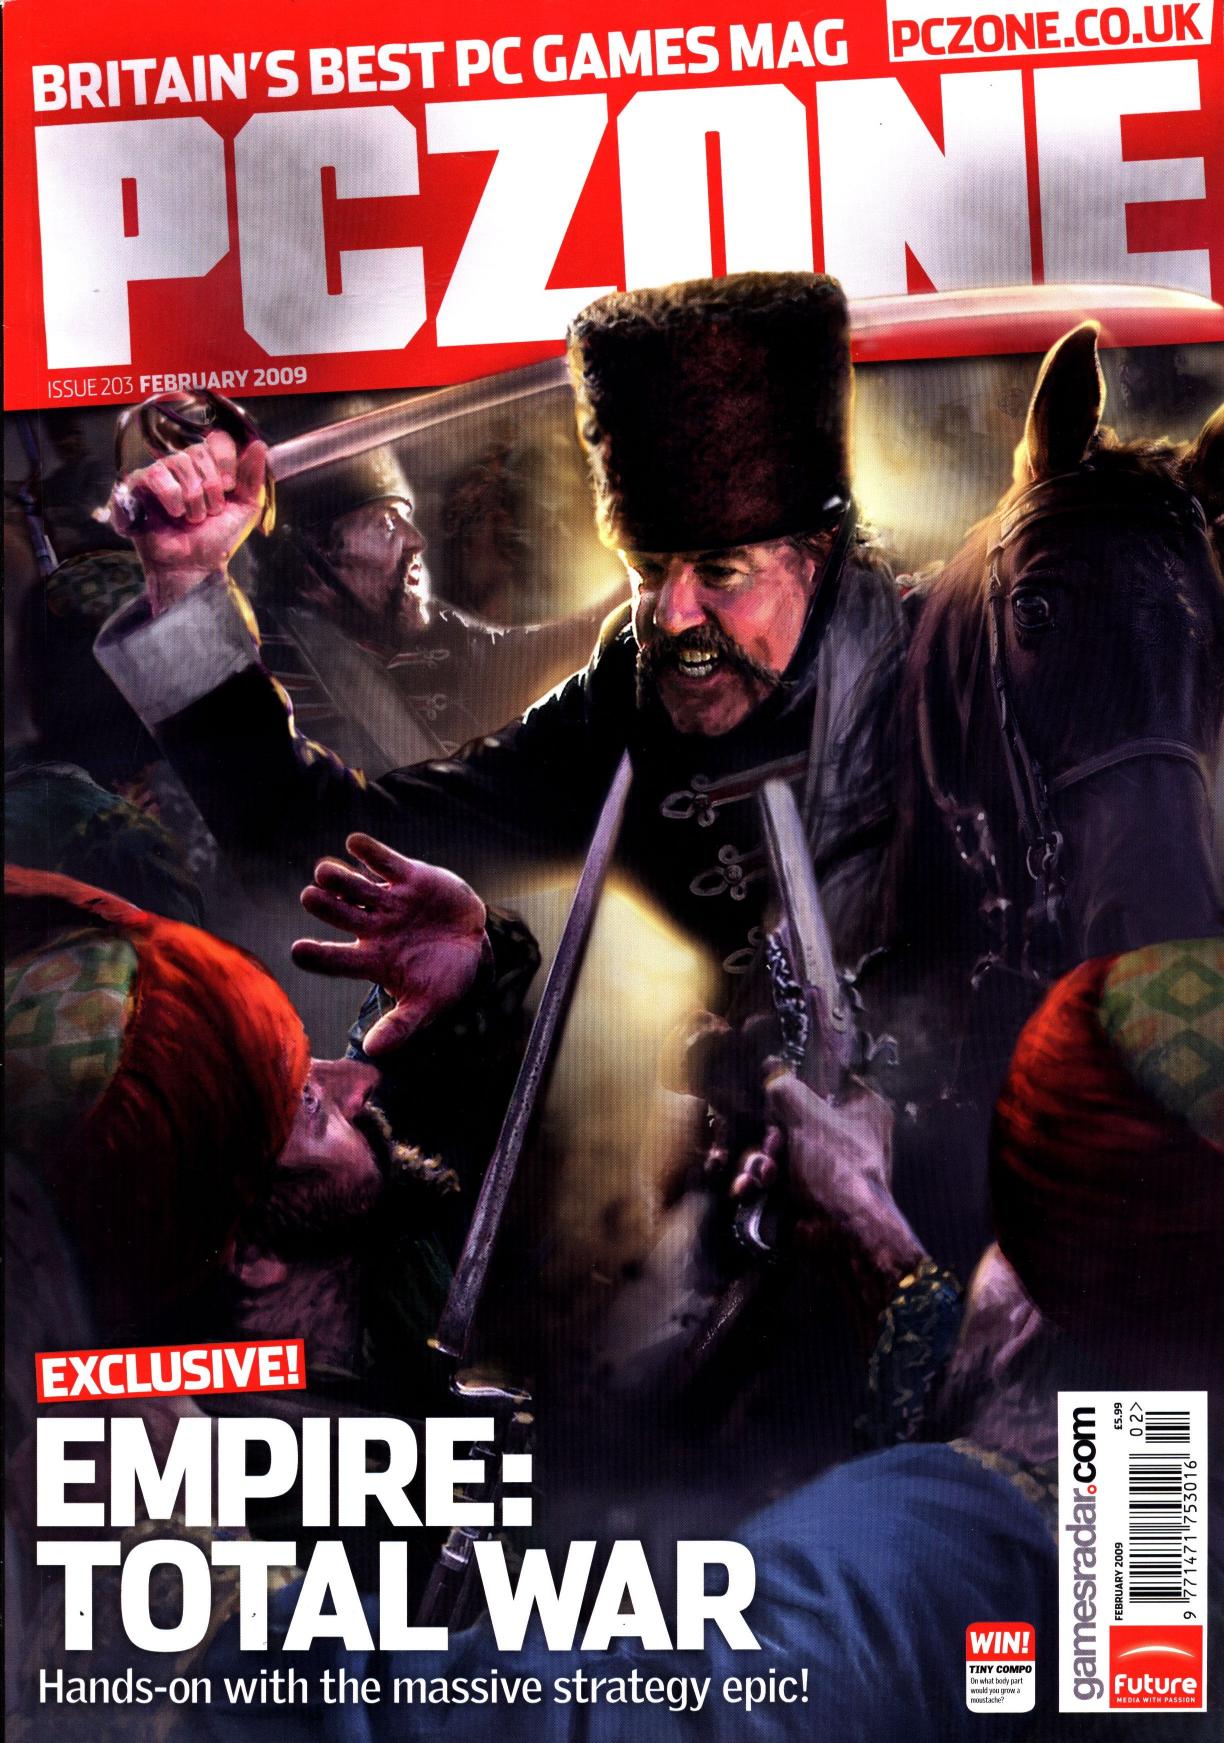 BRITAIN'S BEST PC GAMES MAG
PCZONE.CO.UK
PCZONE
ISSUE 203 FEBRUARY 2009
EXCLUSIVE!
EMPIRE:
TOTAL WAR
Hands-on with the massive strategy epic!
WIN!
TINY COMPO
On what body part
would you grow a
moustache?
gamesradar.com
FEBRUARY 2009
£5.99
02>
9 771471 753016
Future
MEDIA WITH PASSION